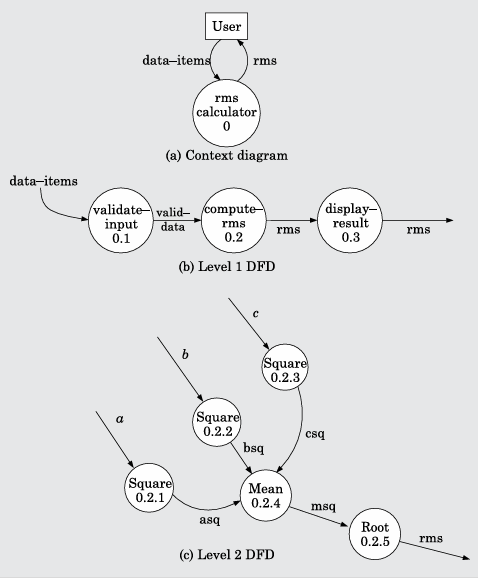 User
data–items
rms
rms
calculator
0
(a) Context diagram
data–items
validate–
input
0.1
valid–
data
compute–
rms
0.2
rms
display–
result
0.3
rms
(b) Level 1 DFD
c
Square
0.2.3
b
Square
0.2.2
bsq
csq
a
Square
0.2.1
asq
Mean
0.2.4
msq
Root
0.2.5
rms
(c) Level 2 DFD